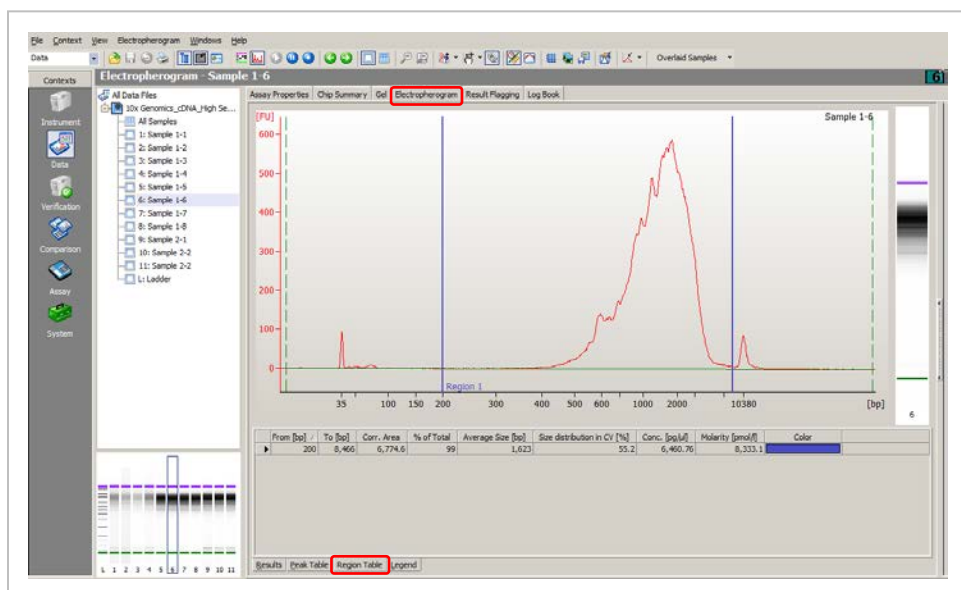 File Context View Electropherogram Windows Help
Data Overlaid Samples
Contexts Electropherogram - Sample 1-6 6
Instrument
Data
Verification
Comparison
Assay
System
All Data Files
10x Genomics_cDNA_High Se...
All Samples
1: Sample 1-1
2: Sample 1-2
3: Sample 1-3
4: Sample 1-4
5: Sample 1-5
6: Sample 1-6
7: Sample 1-7
8: Sample 1-8
9: Sample 2-1
10: Sample 2-2
11: Sample 2-2
L: Ladder
Assay Properties Chip Summary Gel Electropherogram Result Flagging Log Book
[FU] Sample 1-6
600
500
400
300
200
100
0
Region 1
35 100 150 200 300 400 500 600 1000 2000 10380 [bp]
6
From [bp] To [bp] Corr. Area % of Total Average Size [bp] Size distribution in CV [%] Conc. [pg/µl] Molarity [pmol/l] Color
200 8,466 6,774.6 99 1,623 55.2 6,460.76 8,333.1
L 1 2 3 4 5 6 7 8 9 10 11
Results Peak Table Region Table Legend